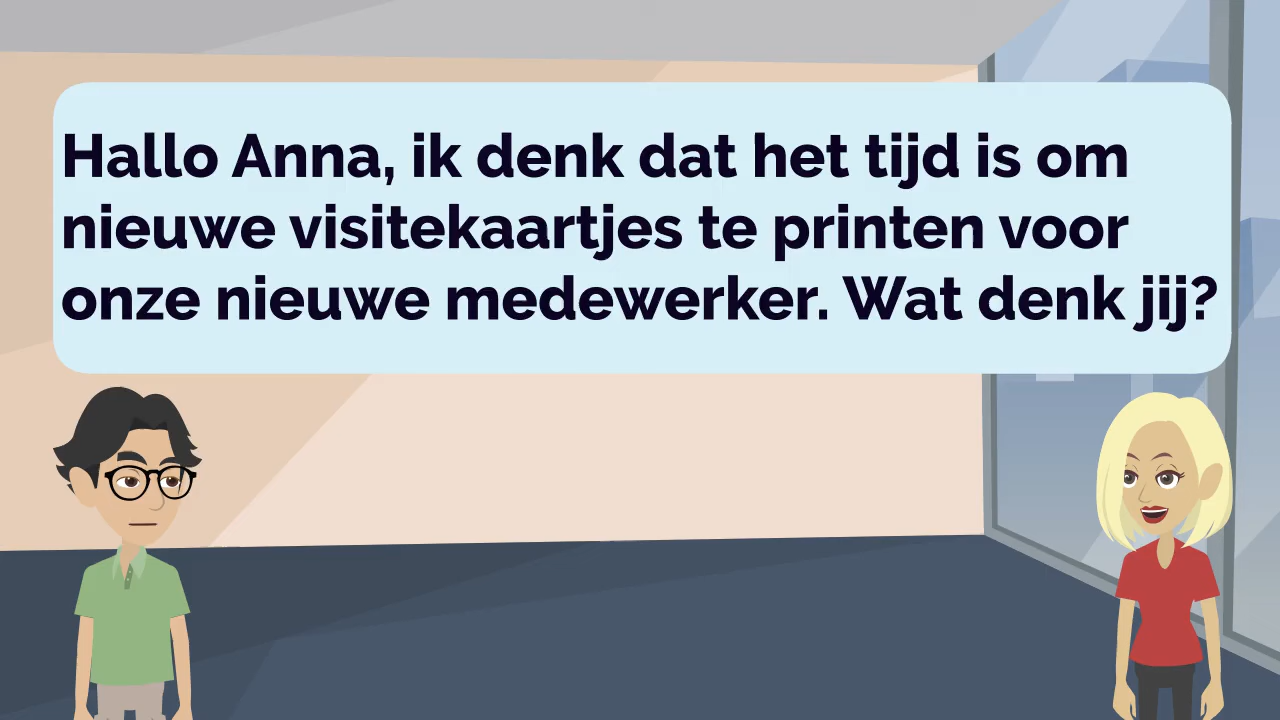 Hallo Anna, ik denk dat het tijd is om
nieuwe visitekaartjes te printen voor
onze nieuwe medewerker. Wat denk jij?